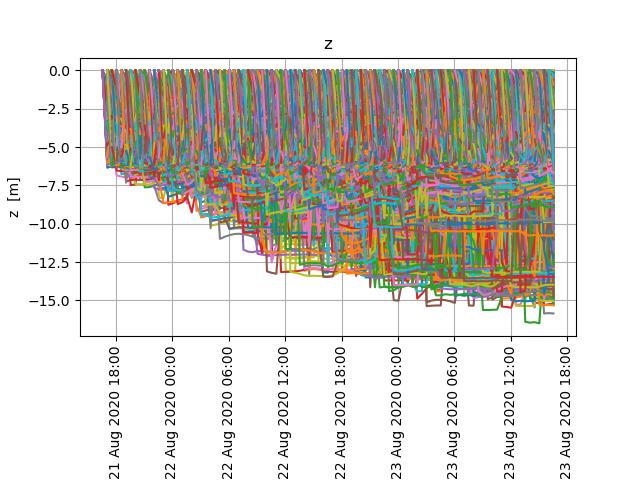 z
0.0
−2.5
−5.0
−7.5
−10.0
−12.5
−15.0
z [m]
21 Aug 2020 18:00
22 Aug 2020 00:00
22 Aug 2020 06:00
22 Aug 2020 12:00
22 Aug 2020 18:00
23 Aug 2020 00:00
23 Aug 2020 06:00
23 Aug 2020 12:00
23 Aug 2020 18:00